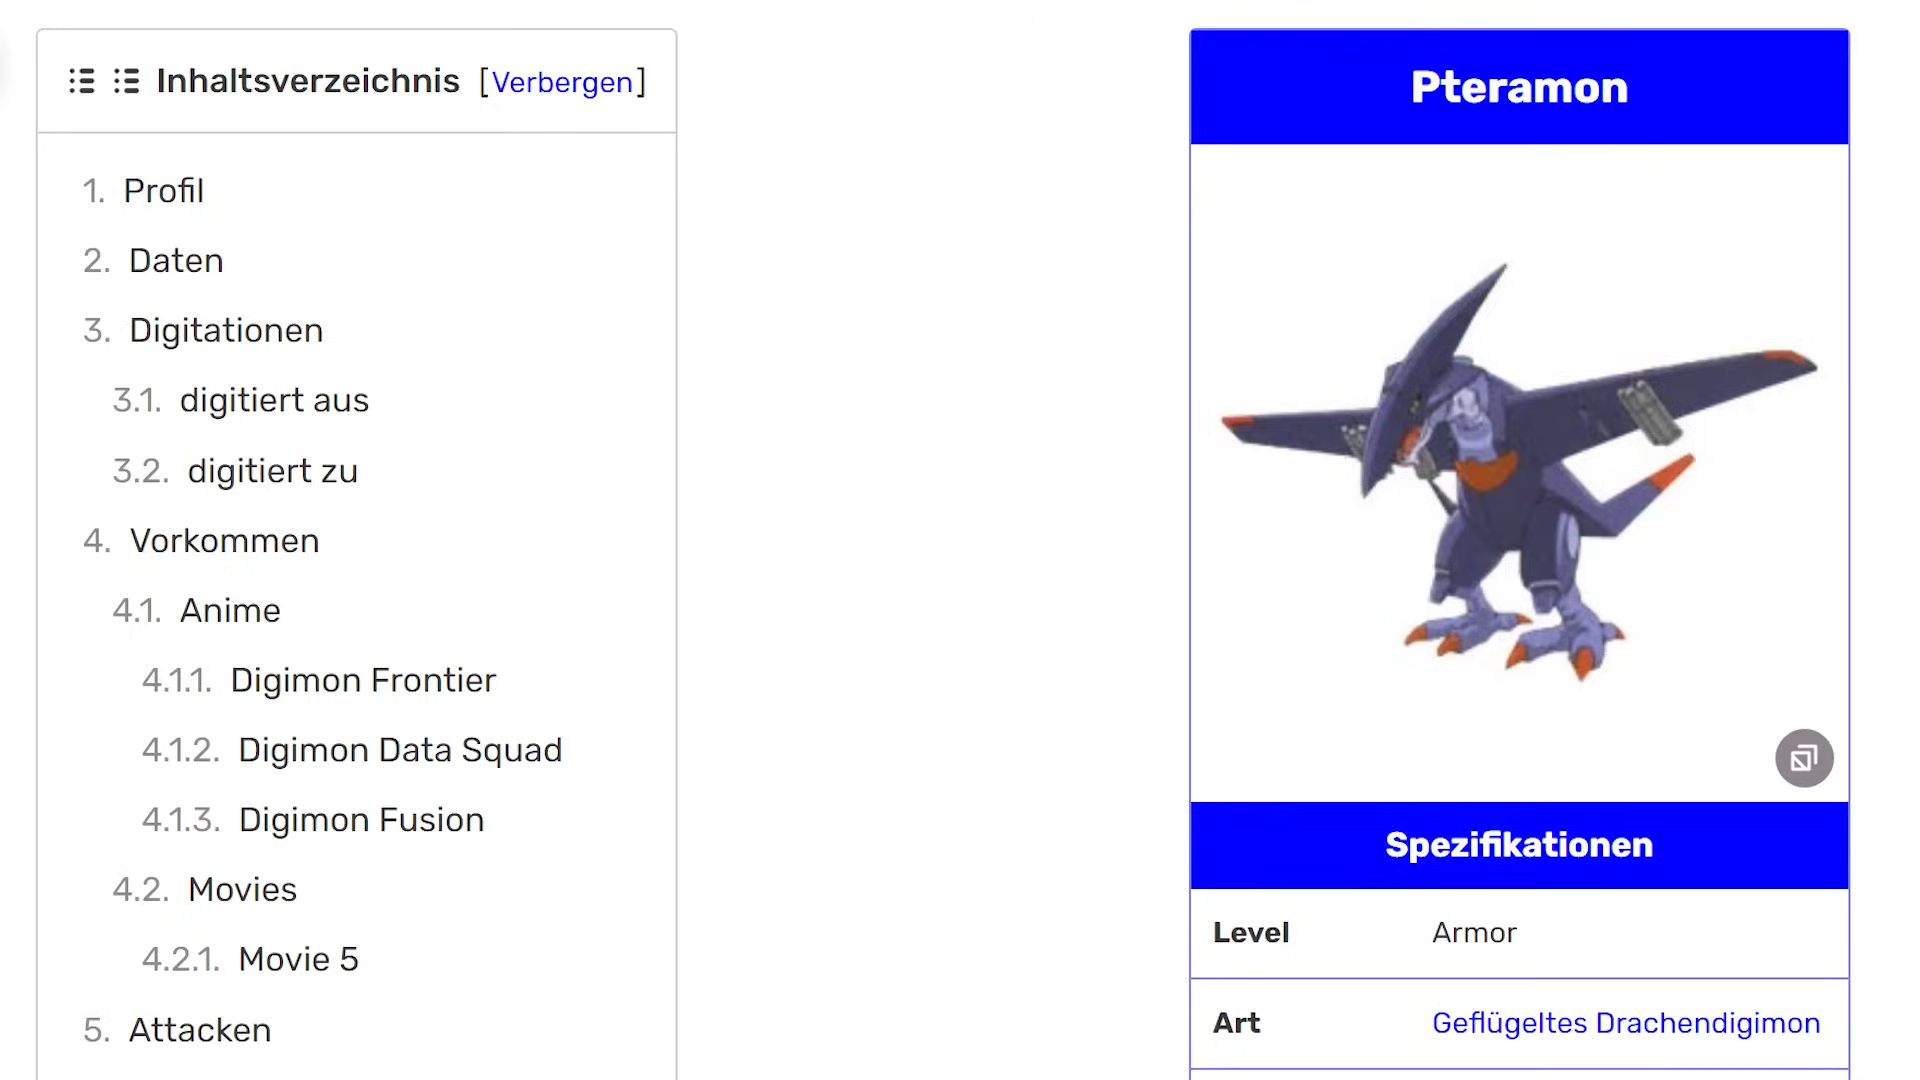 Inhaltsverzeichnis [Verbergen]
1. Profil
2. Daten
3. Digitationen
3.1. digitiert aus
3.2. digitiert zu
4. Vorkommen
4.1. Anime
4.1.1. Digimon Frontier
4.1.2. Digimon Data Squad
4.1.3. Digimon Fusion
4.2. Movies
4.2.1. Movie 5
5. Attacken
Pteramon
Spezifikationen
Level Armor
Art Geflügeltes Drachendigimon